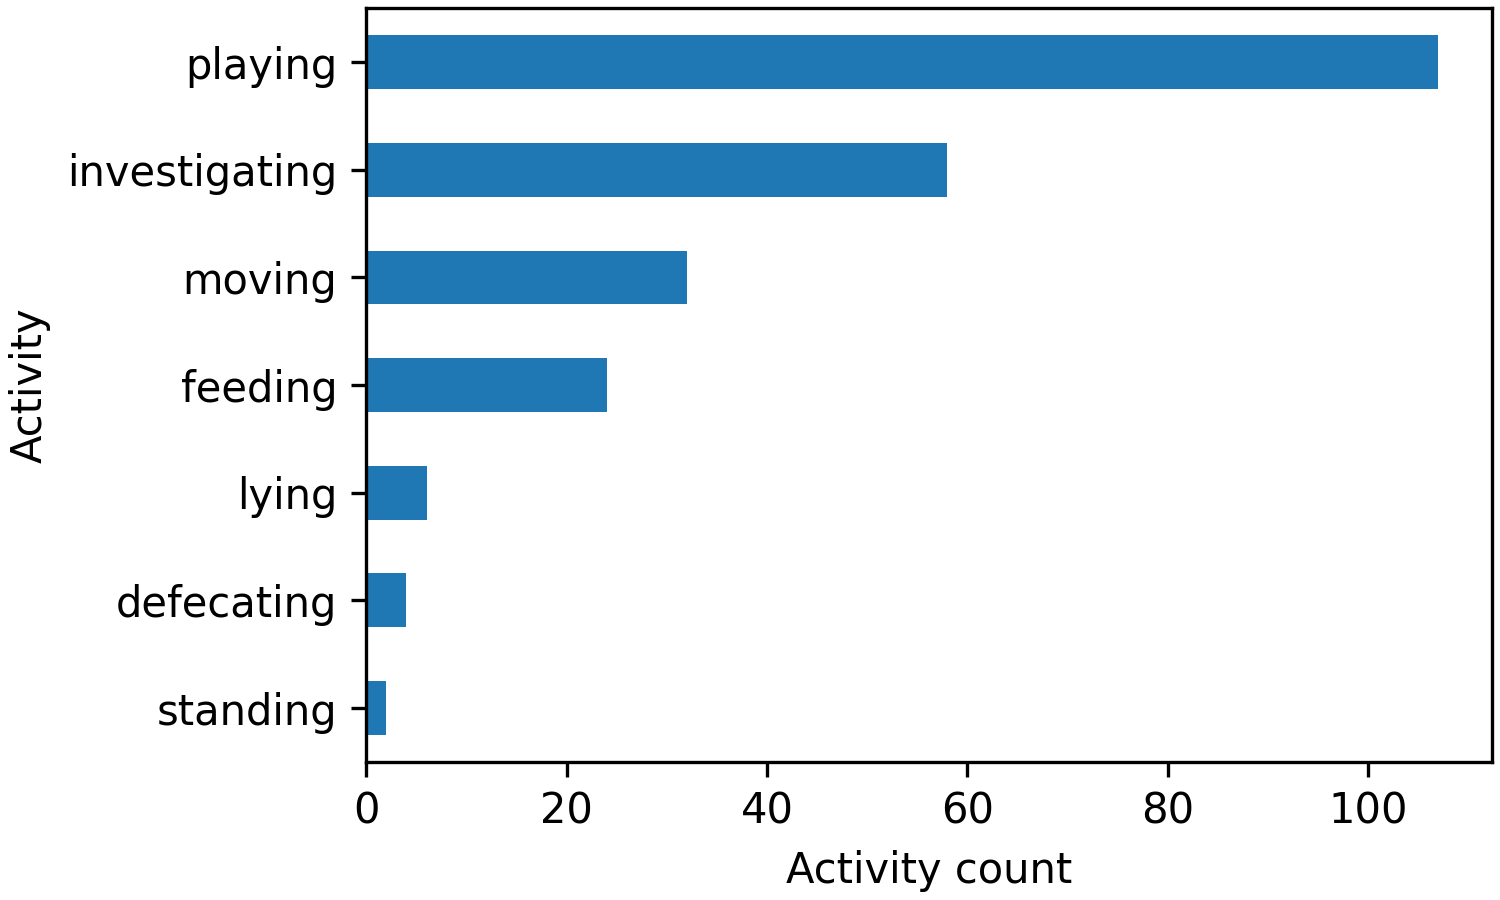 playing
investigating
moving
feeding
lying
defecating
standing
Activity
0 20 40 60 80 100
Activity count